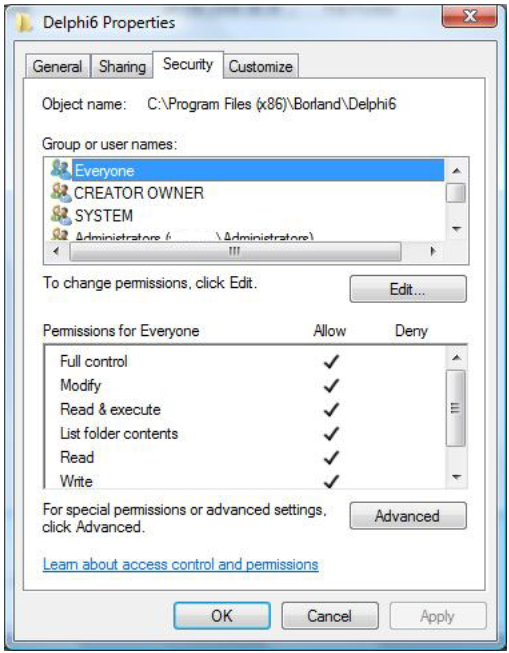 Delphi6 Properties
General Sharing Security Customize
Object name: C:\Program Files (x86)\Borland\Delphi6
Group or user names:
Everyone
CREATOR OWNER
SYSTEM
Administrators ( \Administrators)
To change permissions, click Edit.
Edit...
Permissions for Everyone Allow Deny
Full control
Modify
Read & execute
List folder contents
Read
Write
For special permissions or advanced settings,
click Advanced.
Advanced
Learn about access control and permissions
OK Cancel Apply